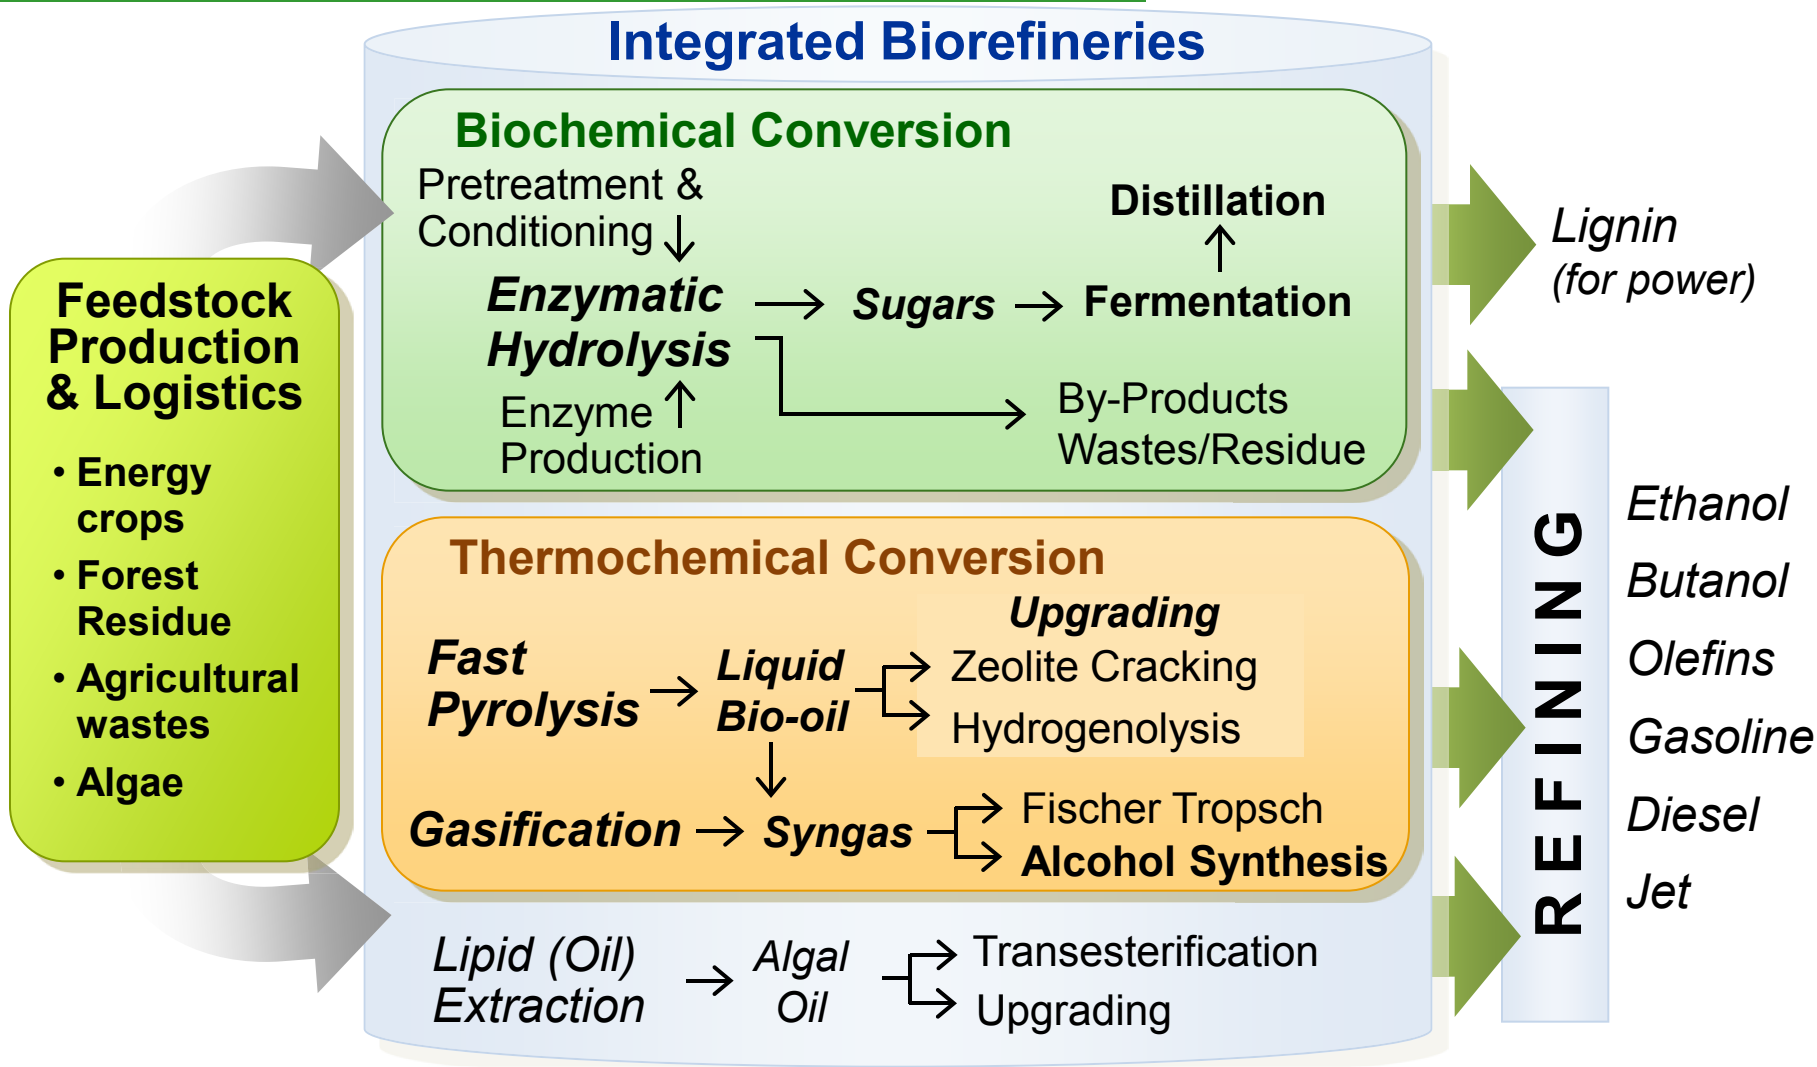 Integrated Biorefineries
Feedstock
Production
& Logistics
• Energy
crops
• Forest
Residue
• Agricultural
wastes
• Algae
Biochemical Conversion
Pretreatment &
Conditioning
Enzymatic
Hydrolysis
Enzyme
Production
Sugars
Fermentation
Distillation
By-Products
Wastes/Residue
Thermochemical Conversion
Fast
Pyrolysis
Liquid
Bio-oil
Upgrading
Zeolite Cracking
Hydrogenolysis
Gasification
Syngas
Fischer Tropsch
Alcohol Synthesis
Lipid (Oil)
Extraction
Algal
Oil
Transesterification
Upgrading
Lignin
(for power)
REFINING
Ethanol
Butanol
Olefins
Gasoline
Diesel
Jet